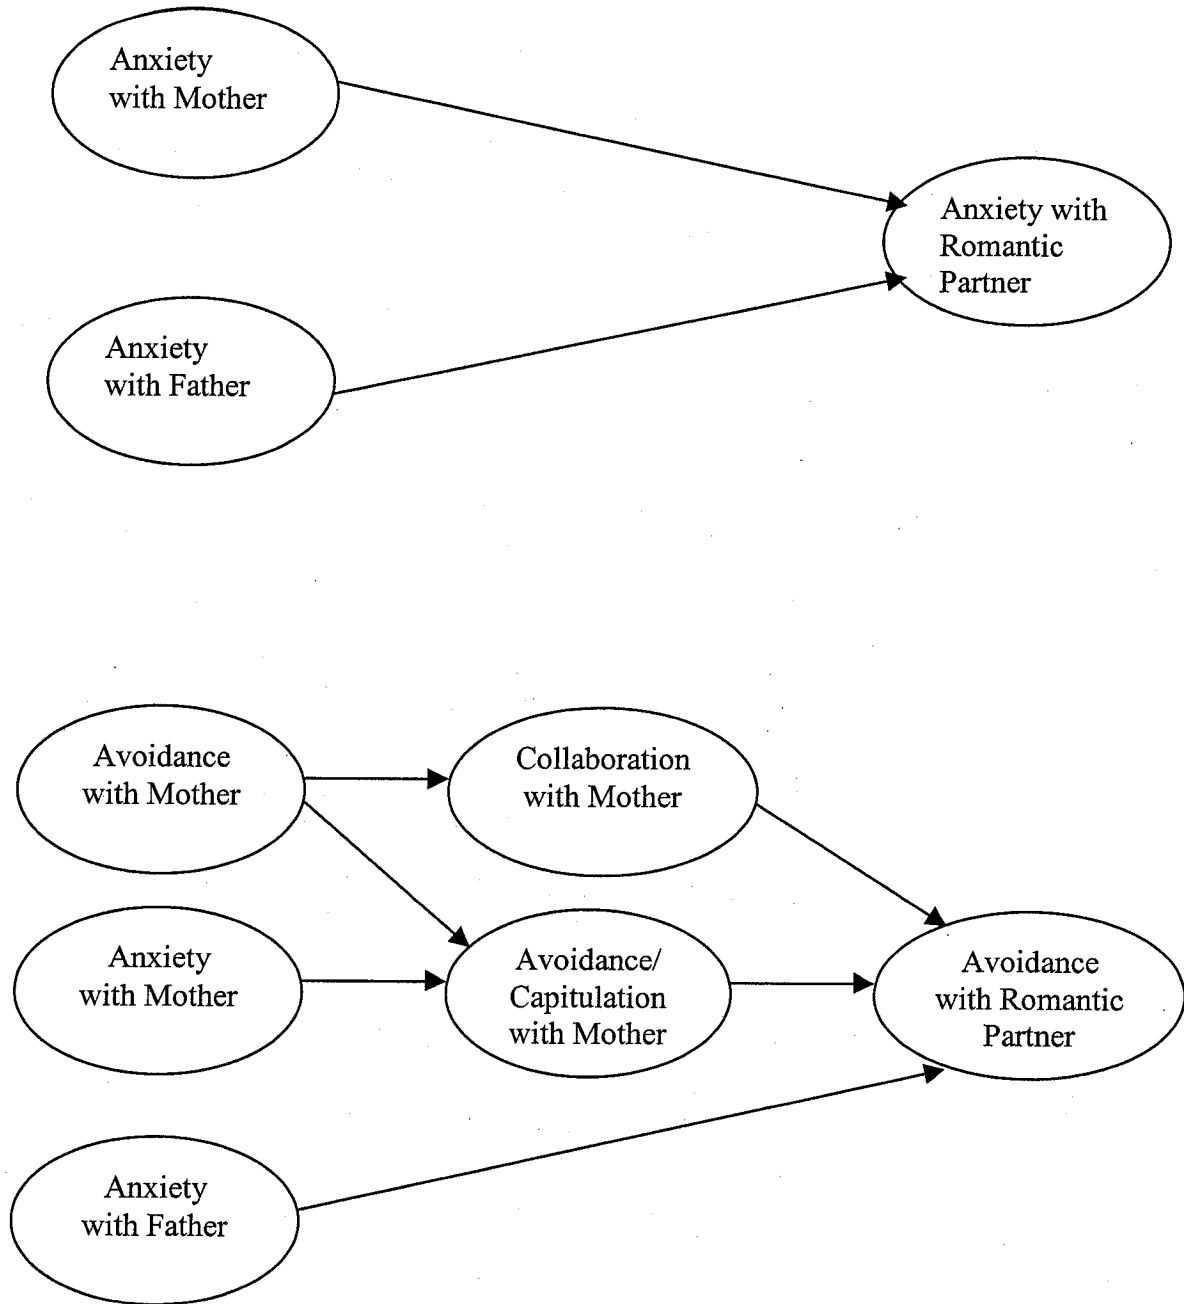 Anxiety
with Mother
Anxiety with
Romantic
Partner
Anxiety
with Father
Avoidance
with Mother
Collaboration
with Mother
Anxiety
with Mother
Avoidance/
Capitulation
with Mother
Avoidance
with Romantic
Partner
Anxiety
with Father